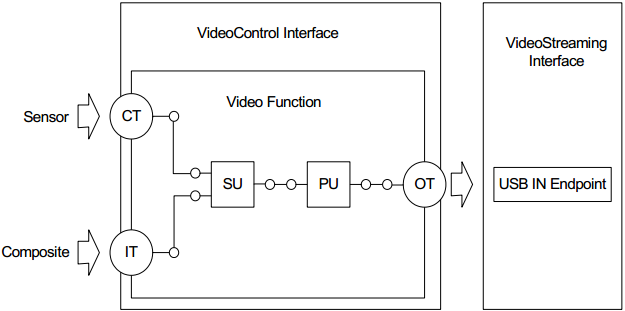 VideoControl Interface
VideoStreaming
Interface
Video Function
Sensor
CT
SU
PU
OT
USB IN Endpoint
Composite
IT